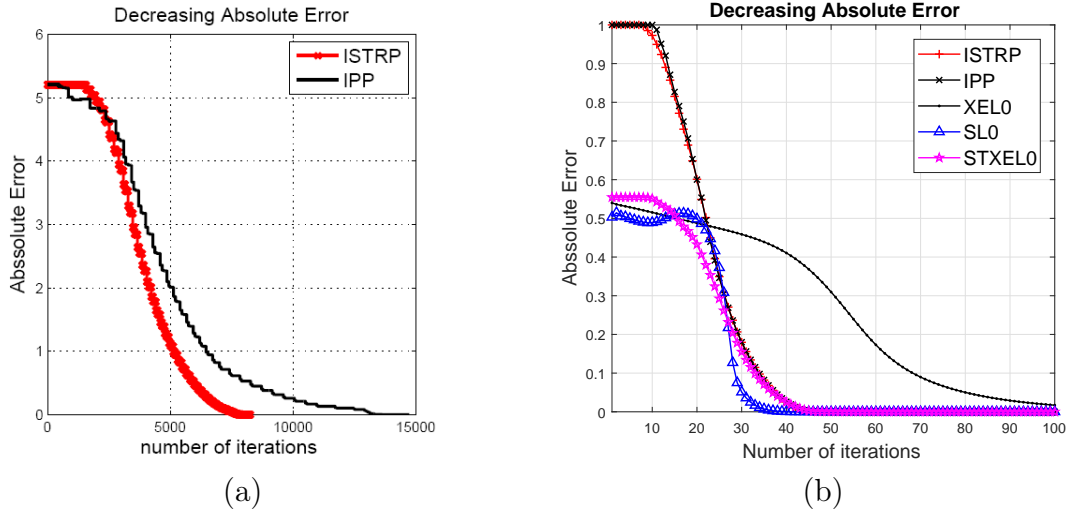 Decreasing Absolute Error
6
5
4
3
2
1
0
Abssolute Error
ISTRP
IPP
0
5000
10000
15000
number of iterations
(a)
Decreasing Absolute Error
1
0.9
0.8
0.7
0.6
0.5
0.4
0.3
0.2
0.1
0
Abssolute Error
ISTRP
IPP
XEL0
SL0
STXEL0
10 20 30 40 50 60 70 80 90 100
Number of iterations
(b)